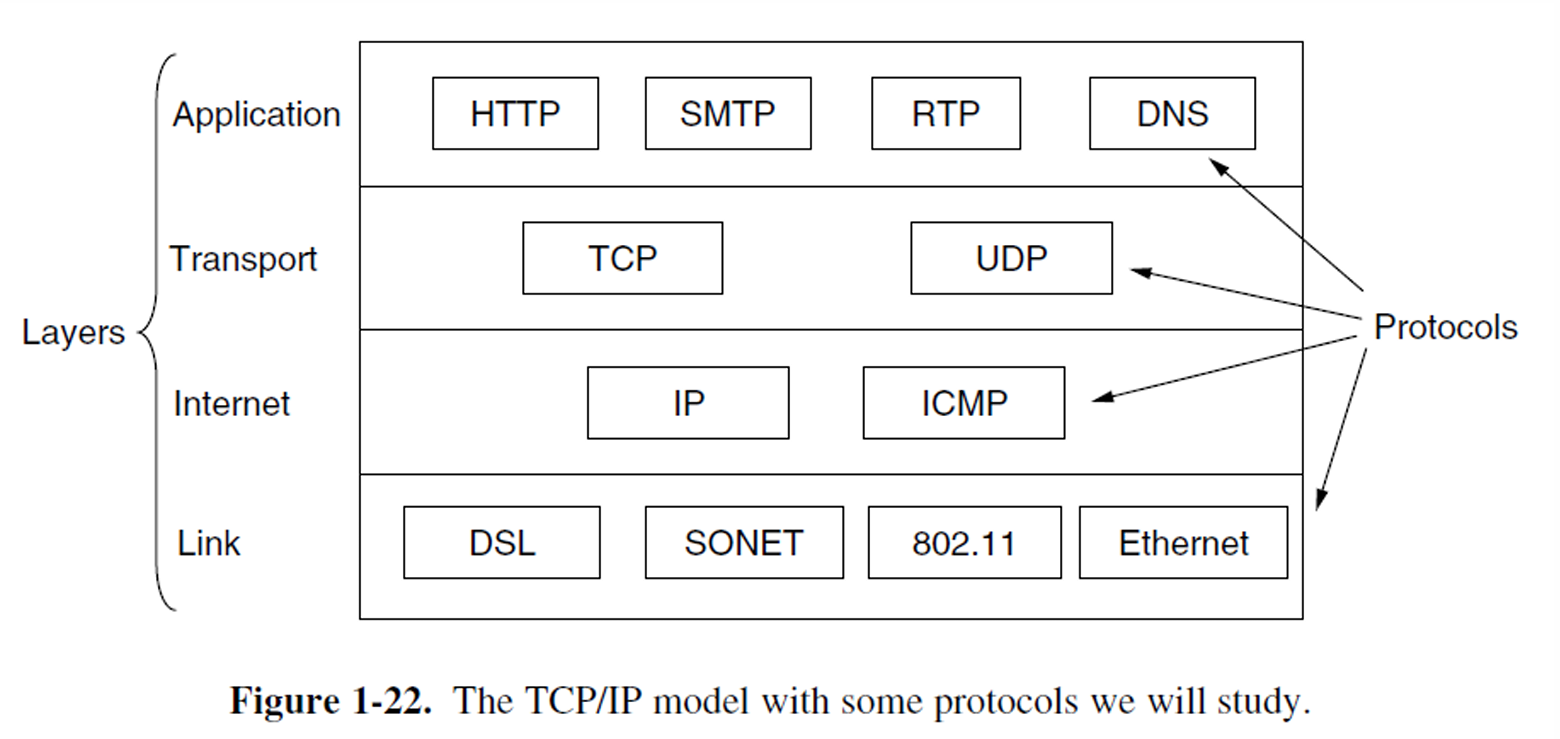 Application HTTP SMTP RTP DNS
Transport TCP UDP
Layers
Protocols
Internet IP ICMP
Link DSL SONET 802.11 Ethernet
Figure 1-22. The TCP/IP model with some protocols we will study.